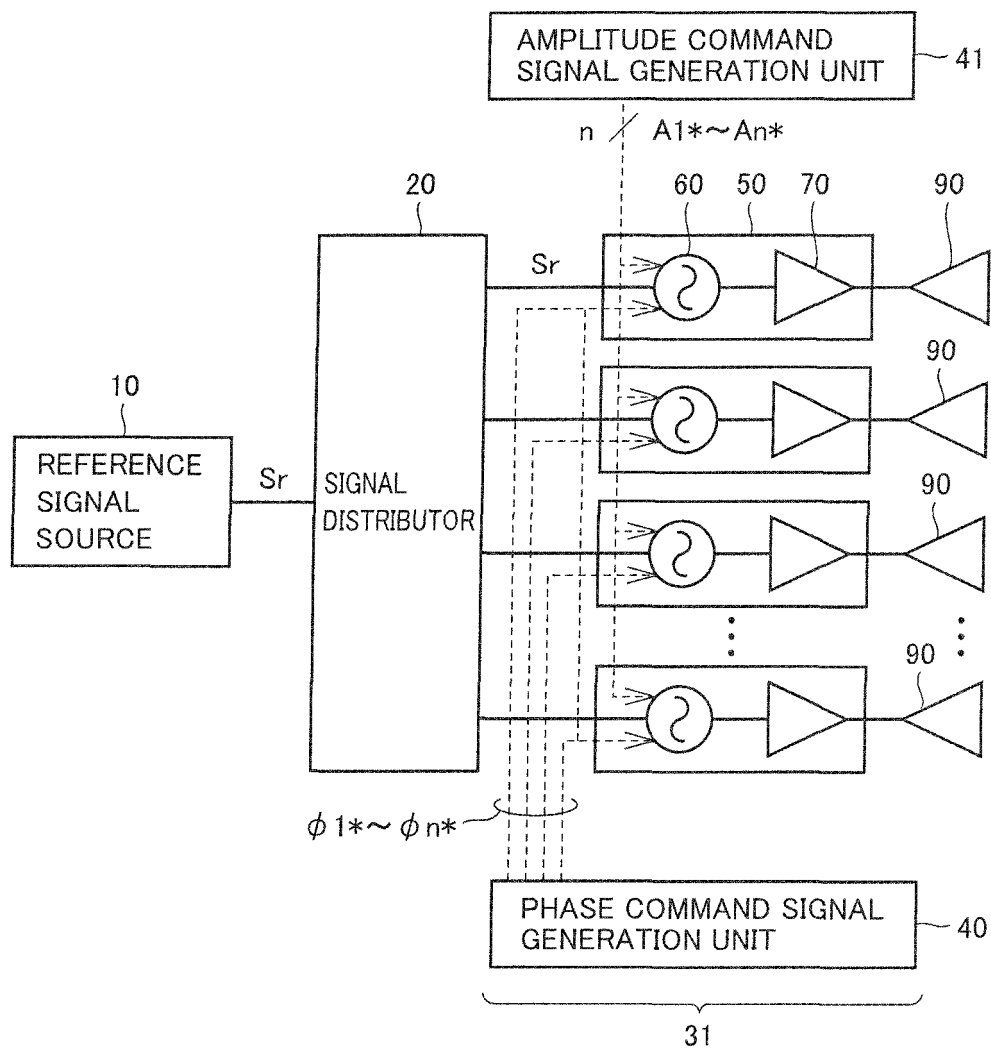 AMPLITUDE COMMAND
SIGNAL GENERATION UNIT
41
n
A1*～An*
20
60
50
70
90
Sr
90
10
REFERENCE
SIGNAL
SOURCE
Sr
SIGNAL
DISTRIBUTOR
90
90
φ1*～φn*
PHASE COMMAND SIGNAL
GENERATION UNIT
40
31